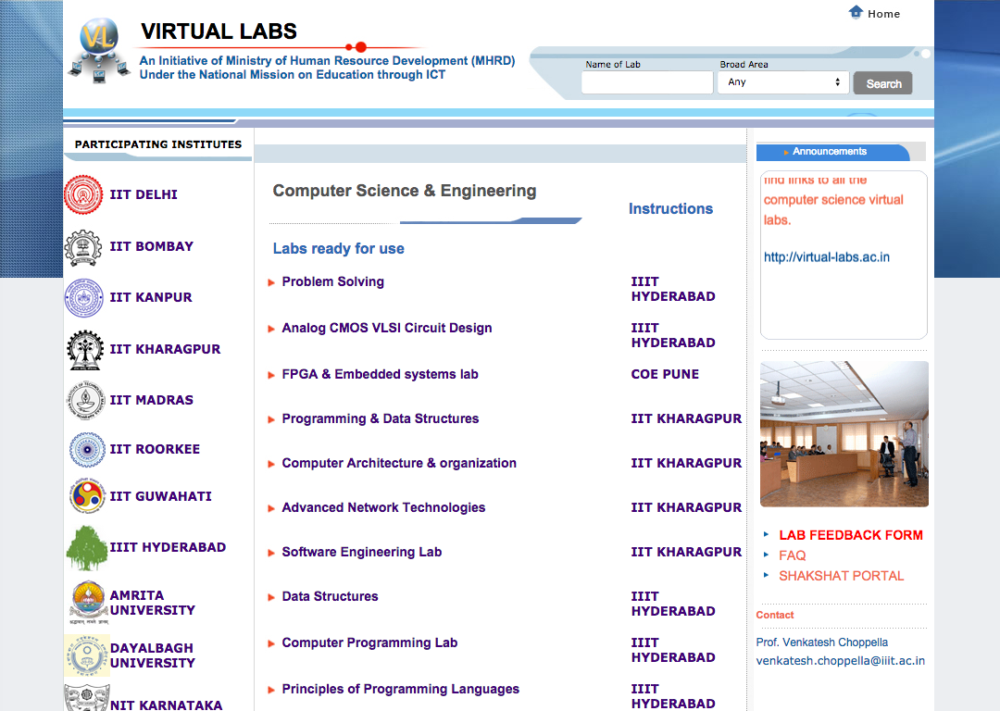 Home
VL
VIRTUAL LABS
An Initiative of Ministry of Human Resource Development (MHRD)
Under the National Mission on Education through ICT
Name of Lab
Broad Area
Any
Search
PARTICIPATING INSTITUTES
IIT DELHI
IIT BOMBAY
IIT KANPUR
IIT KHARAGPUR
IIT MADRAS
IIT ROORKEE
IIT GUWAHATI
IIIT HYDERABAD
AMRITA
UNIVERSITY
DAYALBAGH
UNIVERSITY
NIT KARNATAKA
Computer Science & Engineering
Instructions
Labs ready for use
Problem Solving
IIIT
HYDERABAD
Analog CMOS VLSI Circuit Design
IIIT
HYDERABAD
FPGA & Embedded systems lab
COE PUNE
Programming & Data Structures
IIT KHARAGPUR
Computer Architecture & organization
IIT KHARAGPUR
Advanced Network Technologies
IIT KHARAGPUR
Software Engineering Lab
IIT KHARAGPUR
Data Structures
IIIT
HYDERABAD
Computer Programming Lab
IIIT
HYDERABAD
Principles of Programming Languages
IIIT
HYDERABAD
Announcements
find links to all the
computer science virtual
labs.
http://virtual-labs.ac.in
LAB FEEDBACK FORM
FAQ
SHAKSHAT PORTAL
Contact
Prof. Venkatesh Choppella
venkatesh.choppella@iiit.ac.in